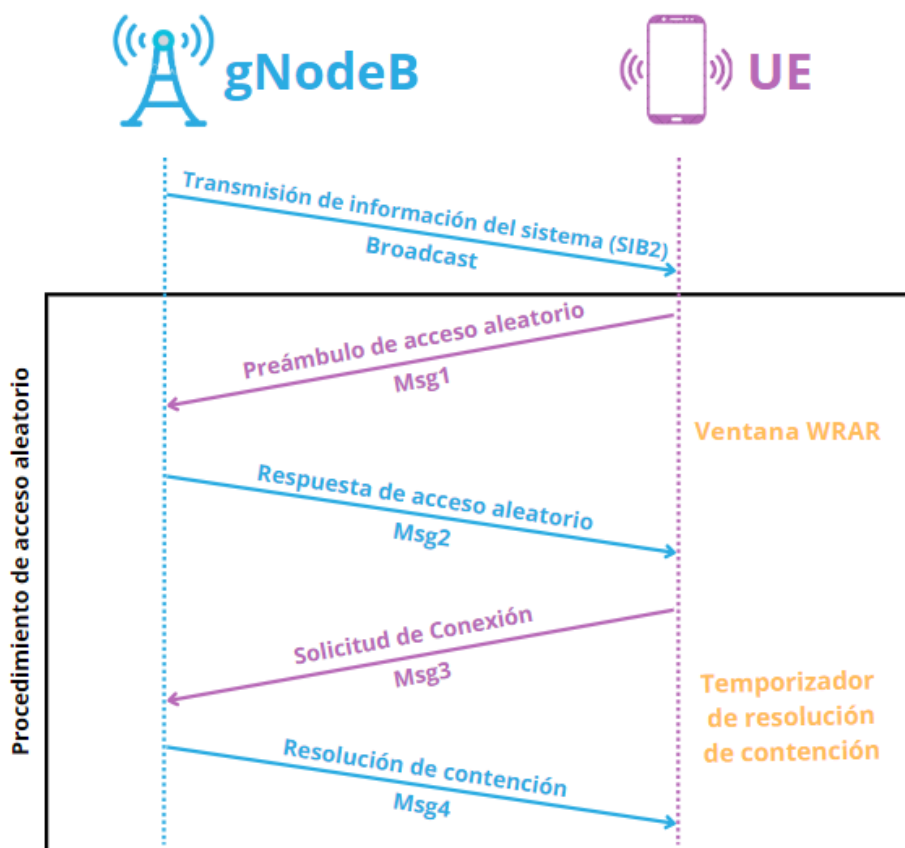 gNodeB
UE
Transmisión de información del sistema (SIB2)
Broadcast
Procedimiento de acceso aleatorio
Preámbulo de acceso aleatorio
Msg1
Ventana WRAR
Respuesta de acceso aleatorio
Msg2
Solicitud de Conexión
Msg3
Temporizador
de resolución
de contención
Resolución de contención
Msg4